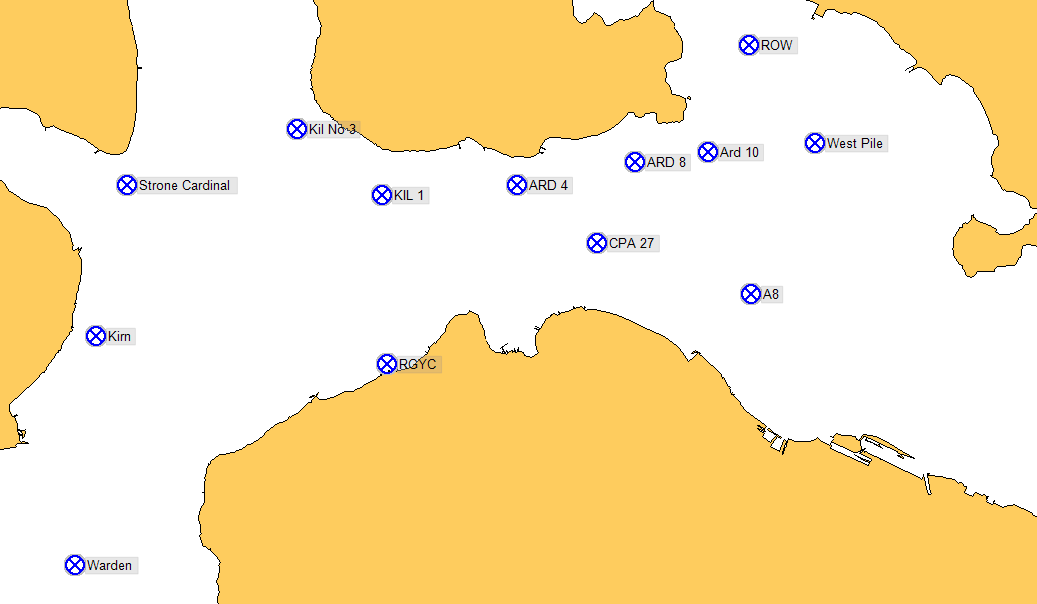 ROW
Kil No 3
West Pile
Ard 10
ARD 8
Strone Cardinal
ARD 4
KIL 1
CPA 27
A8
Kirn
RGYC
Warden